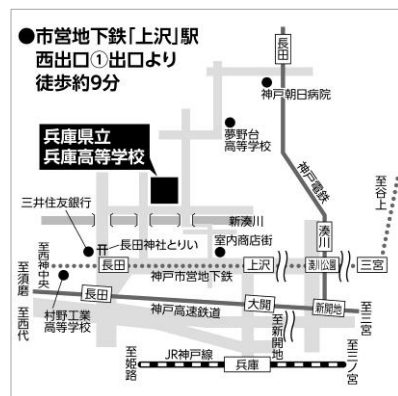 ●市営地下鉄「上沢」駅
西出口①出口より
徒歩約9分
長田
神戸朝日病院
夢野台
高等学校
兵庫県立
兵庫高等学校
神戸電鉄
至谷上
三井住友銀行
新湊川
長田神社とりい
室内商店街
湊川
至西神中央
長田
上沢
湊川公園
三宮
神戸市営地下鉄
至須磨
至西代
村野工業
高等学校
長田
神戸高速鉄道
大開
新開地
至三宮
至新開地
JR神戸線
兵庫
至姫路
至三ノ宮